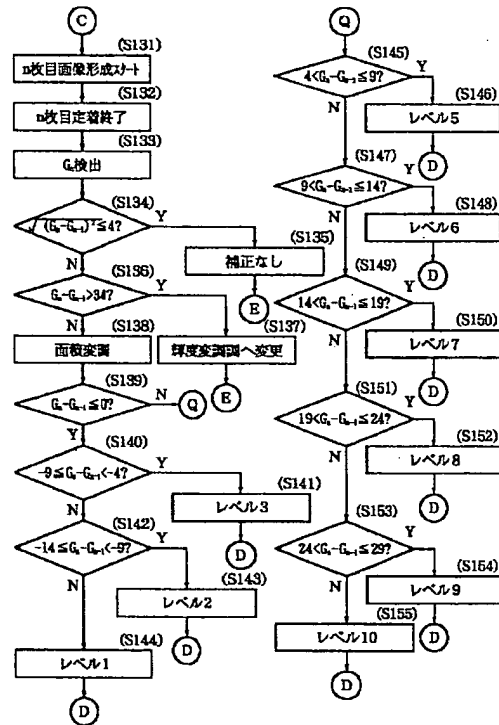 C
(S131)
n枚目画像形成スタート
(S132)
n枚目定着終了
(S133)
Gn検出
(S134)
√(Gn-Gn-1)²≦4?
Y
N
(S135)
補正なし
E
(S136)
Gn-Gn-1>34?
Y
N
(S138)
面積変調
(S137)
輝度変調調へ変更
E
(S139)
Gn-Gn-1≦0?
N
Q
Y
(S140)
-9≦Gn-Gn-1<-4?
Y
N
(S141)
レベル3
D
(S142)
-14≦Gn-Gn-1<-9?
Y
N
(S143)
レベル2
D
(S144)
レベル1
D
Q
(S145)
4<Gn-Gn-1≦9?
Y
N
(S146)
レベル5
D
(S147)
9<Gn-Gn-1≦14?
Y
N
(S148)
レベル6
D
(S149)
14<Gn-Gn-1≦19?
Y
N
(S150)
レベル7
D
(S151)
19<Gn-Gn-1≦24?
Y
N
(S152)
レベル8
D
(S153)
24<Gn-Gn-1≦29?
Y
N
(S154)
レベル9
D
(S155)
レベル10
D